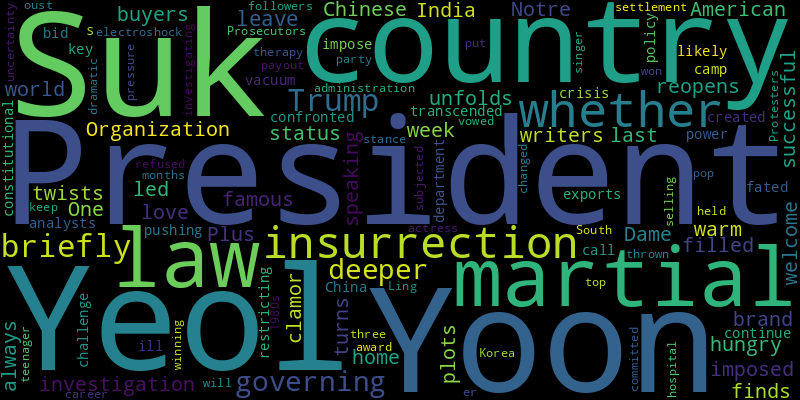 oust
followers
settlement
buyers
leave
Chinese
India
Notre
American
Suk
country
uncertainty
bid
s
electroshock
Prosecutors
key
dramatic
pressure
investigating
therapy
payout
vacuum
impose
party
put
singer
policy
likely
camp
world
Trump
administration
unfolds
crisis
won
reopens
constitutional
Organization
confronted
status
transcended
vowed
week
whether
writers
last
power
created
Protesters
successful
President
refused
months
stance
speaking
subjected
department
changed
pop
fated
twists
led
famous
exports
selling
keep
One
analysts
love
pushing
Plus
actress
South
held
warm
Dame
call
thrown
filled
welcome
briefly
law
insurrection
deeper
martial
China
Ling
top
Yeol
Yoon
always
teenager
challenge
ill
winning
restricting
1980s
clamor
turns
three
award
home
plots
Korea
brand
continue
hungry
committed
hospital
imposed
investigation
career
will
governing
er
finds